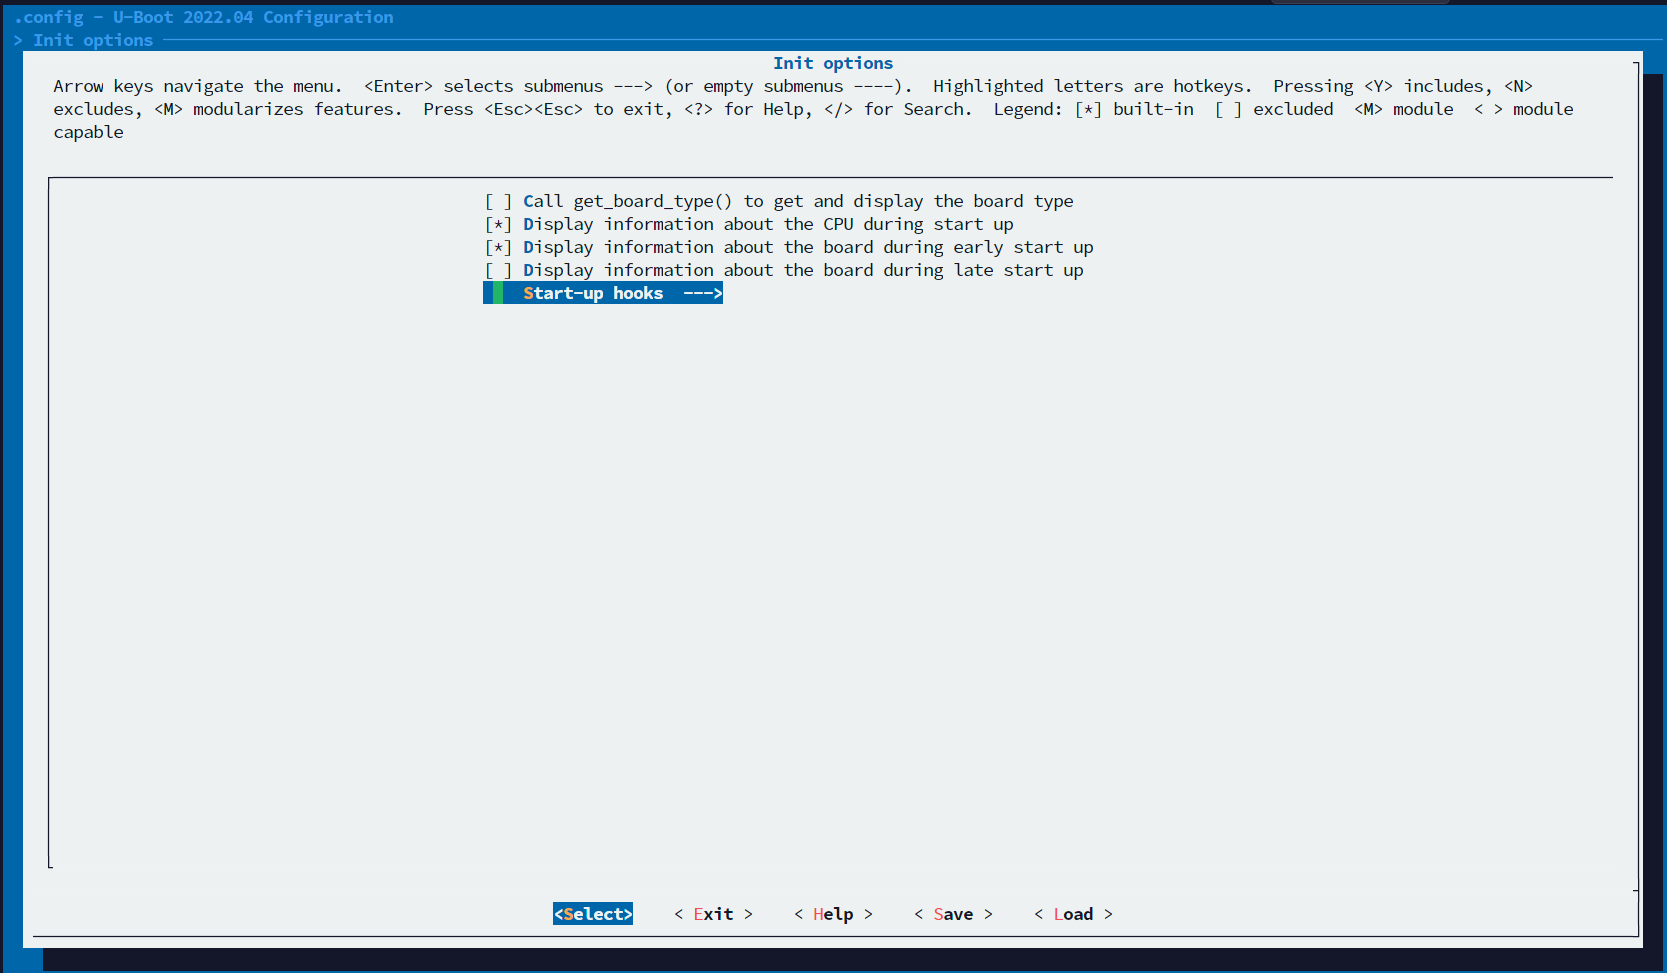 .config - U-Boot 2022.04 Configuration
> Init options
Init options
Arrow keys navigate the menu.  <Enter> selects submenus ---> (or empty submenus ----).  Highlighted letters are hotkeys.  Pressing <Y> includes, <N>
excludes, <M> modularizes features.  Press <Esc><Esc> to exit, <?> for Help, </> for Search.  Legend: [*] built-in  [ ] excluded  <M> module  < > module
capable
[ ] Call get_board_type() to get and display the board type
[*] Display information about the CPU during start up
[*] Display information about the board during early start up
[ ] Display information about the board during late start up
Start-up hooks  --->
<Select>    < Exit >    < Help >    < Save >    < Load >